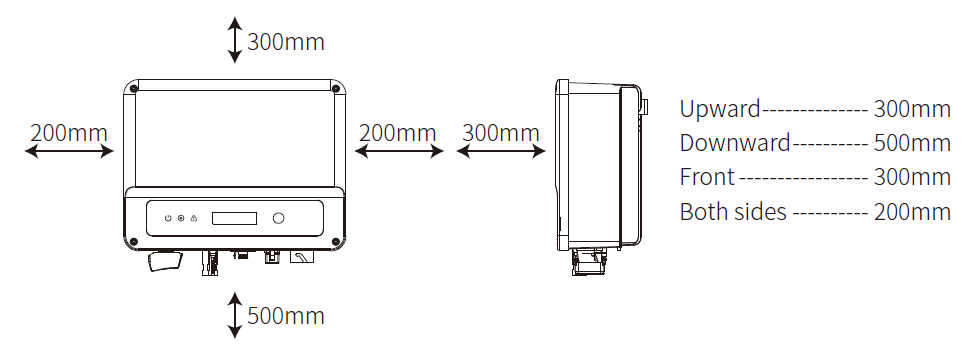 300mm
200mm
200mm
300mm
500mm
Upward-------------- 300mm
Downward---------- 500mm
Front ----------------- 300mm
Both sides ---------- 200mm